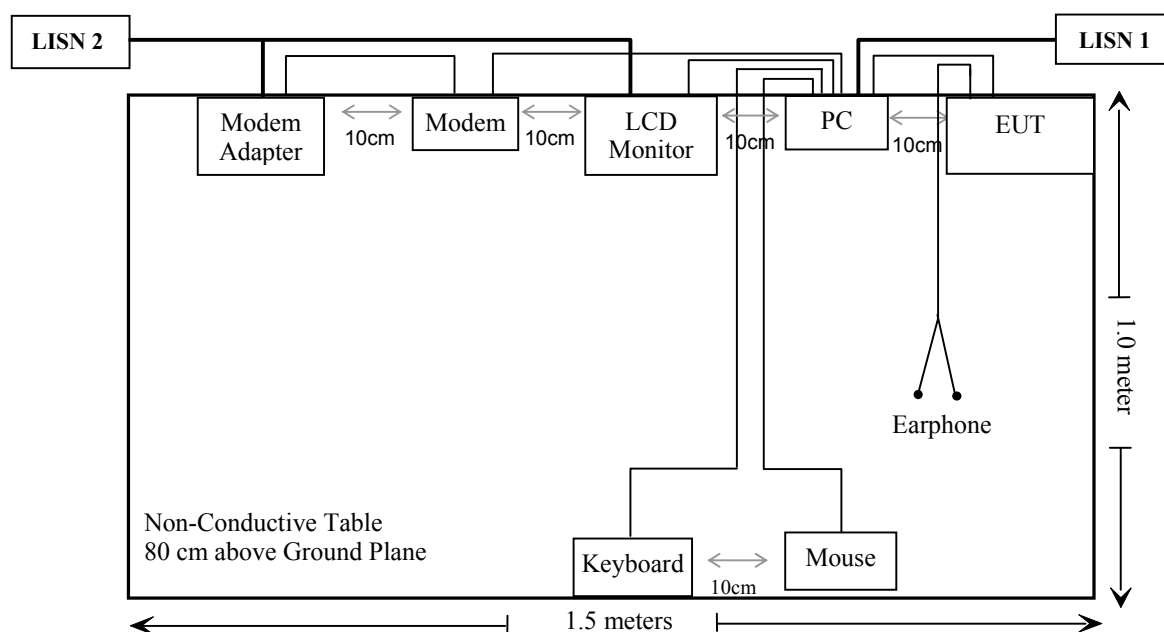 LISN 2
LISN 1
Modem
Adapter
10cm
Modem
10cm
LCD
Monitor
10cm
PC
10cm
EUT
1.0 meter
Earphone
Non-Conductive Table
80 cm above Ground Plane
Keyboard
10cm
Mouse
1.5 meters